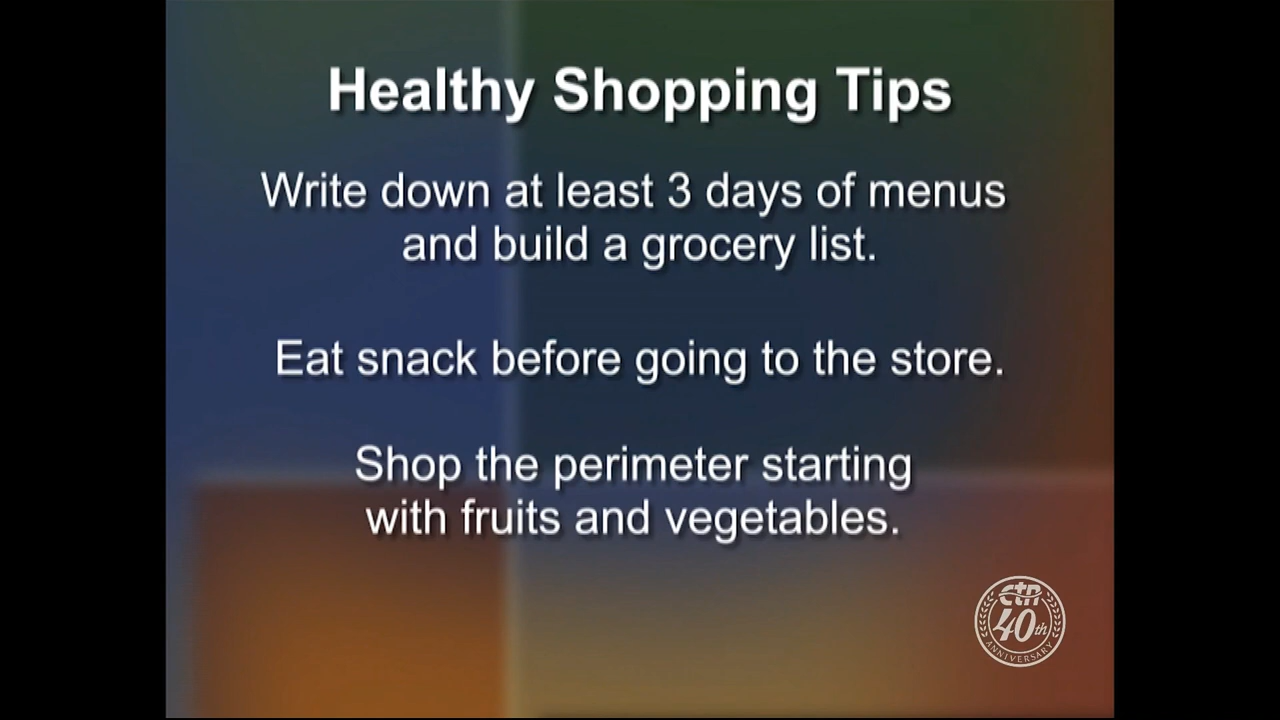 Healthy Shopping Tips
Write down at least 3 days of menus
and build a grocery list.
Eat snack before going to the store.
Shop the perimeter starting
with fruits and vegetables.
ctn
40th
ANNIVERSARY